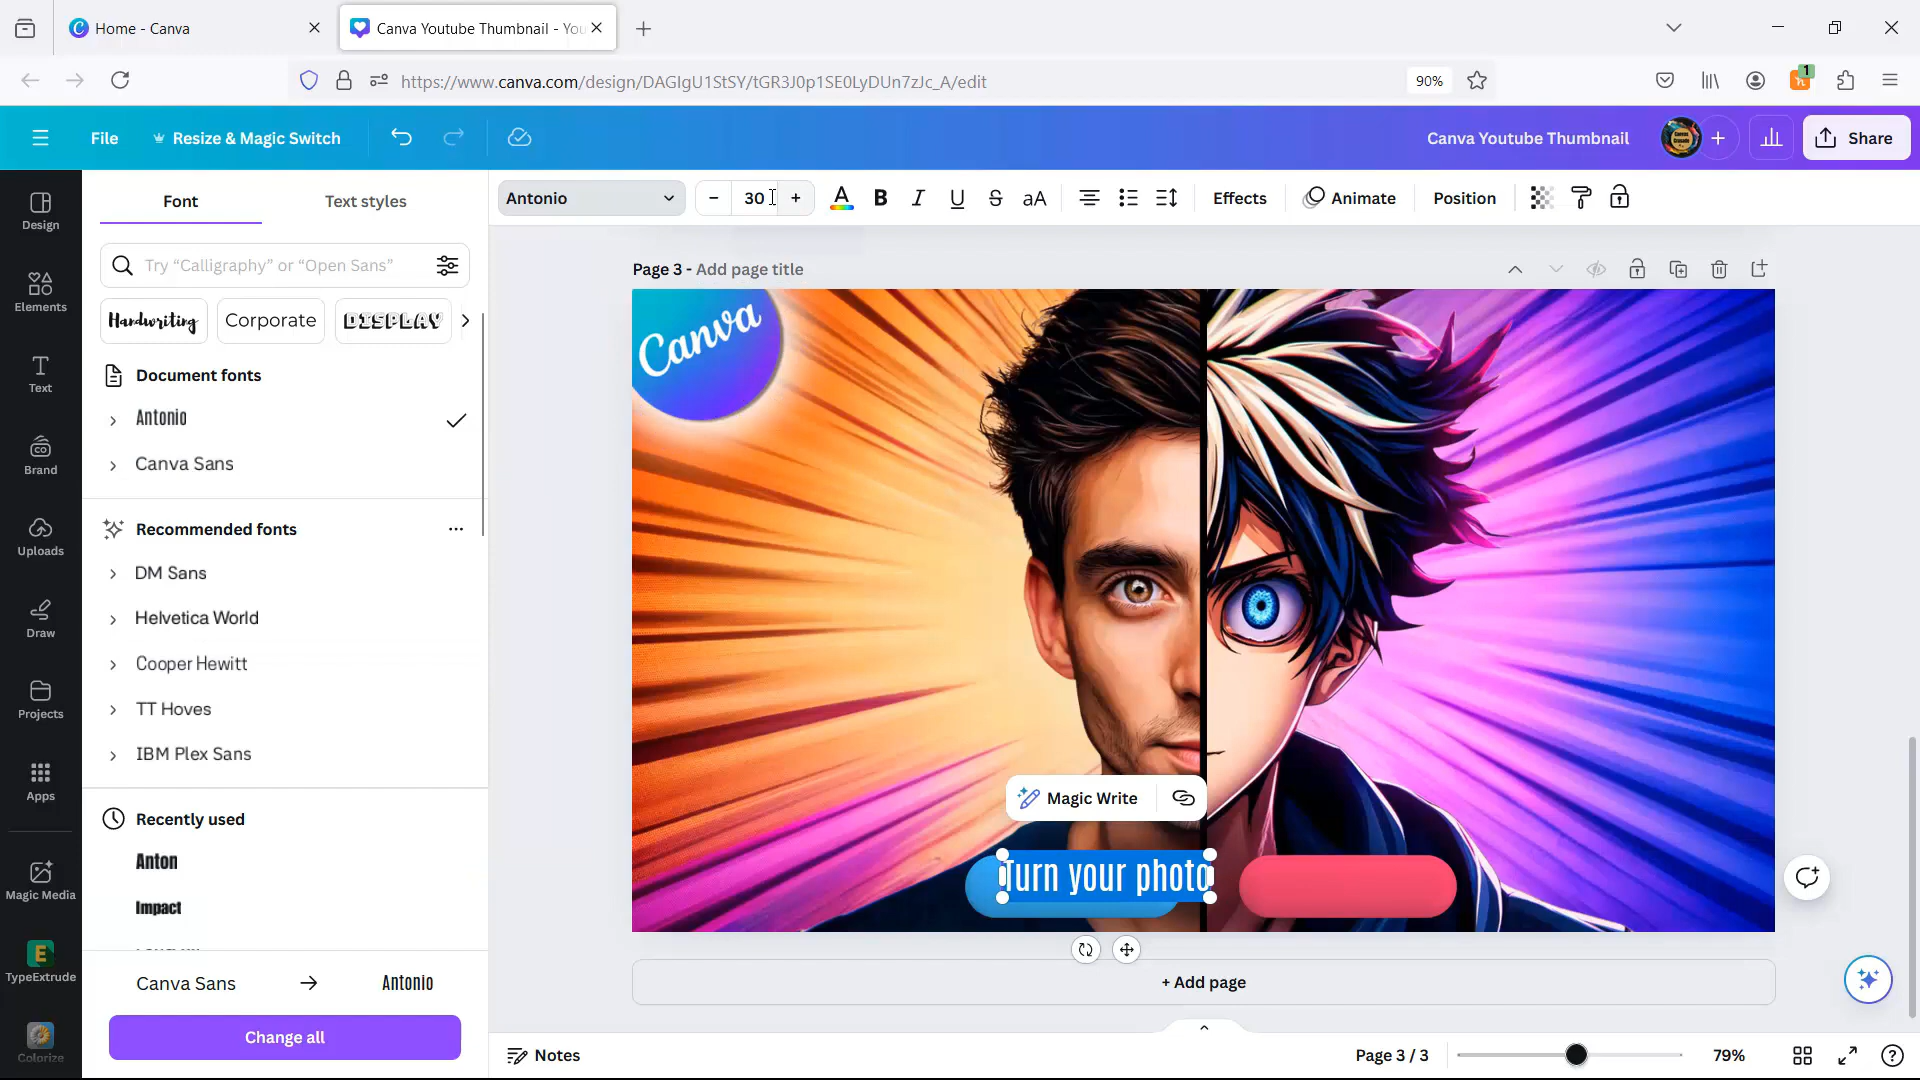 Home - Canva
Canva Youtube Thumbnail - You
https://www.canva.com/design/DAGIgU1StSY/tGR3J0p1SE0LyDUn7zJc_A/edit
90%
1
File
Resize & Magic Switch
Canva Youtube Thumbnail
Share
Design
Elements
Text
Brand
Uploads
Draw
Projects
Apps
Magic Media
TypeExtrude
Colorize
Font
Text styles
Try “Calligraphy” or “Open Sans”
Handwriting
Corporate
DISPLAY
Document fonts
Antonio
Canva Sans
Recommended fonts
DM Sans
Helvetica World
Cooper Hewitt
TT Hoves
IBM Plex Sans
Recently used
Anton
Impact
Canva Sans → Antonio
Change all
Antonio
– 30 +
A B I U S aA
Effects
Animate
Position
Page 3 - Add page title
Canva
Magic Write
Turn your photo
+ Add page
Notes
Page 3 / 3
79%